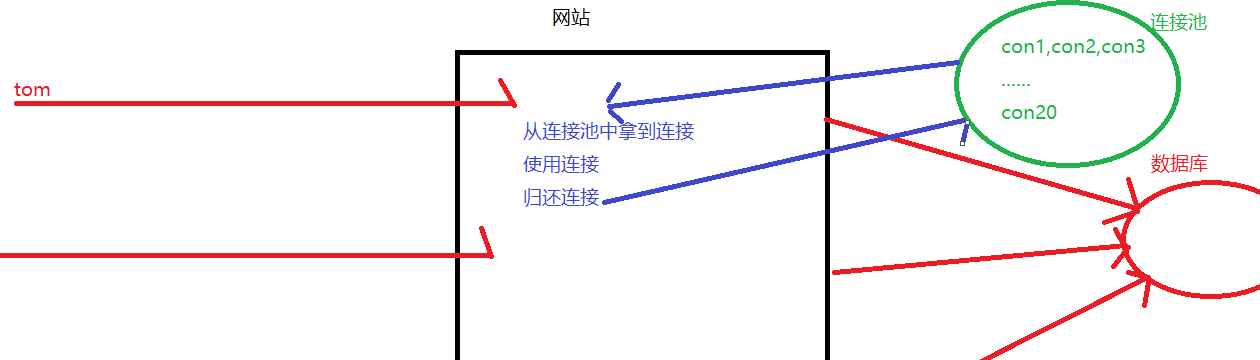 网站
连接池
con1,con2,con3
......
con20
tom
从连接池中拿到连接
使用连接
归还连接
数据库